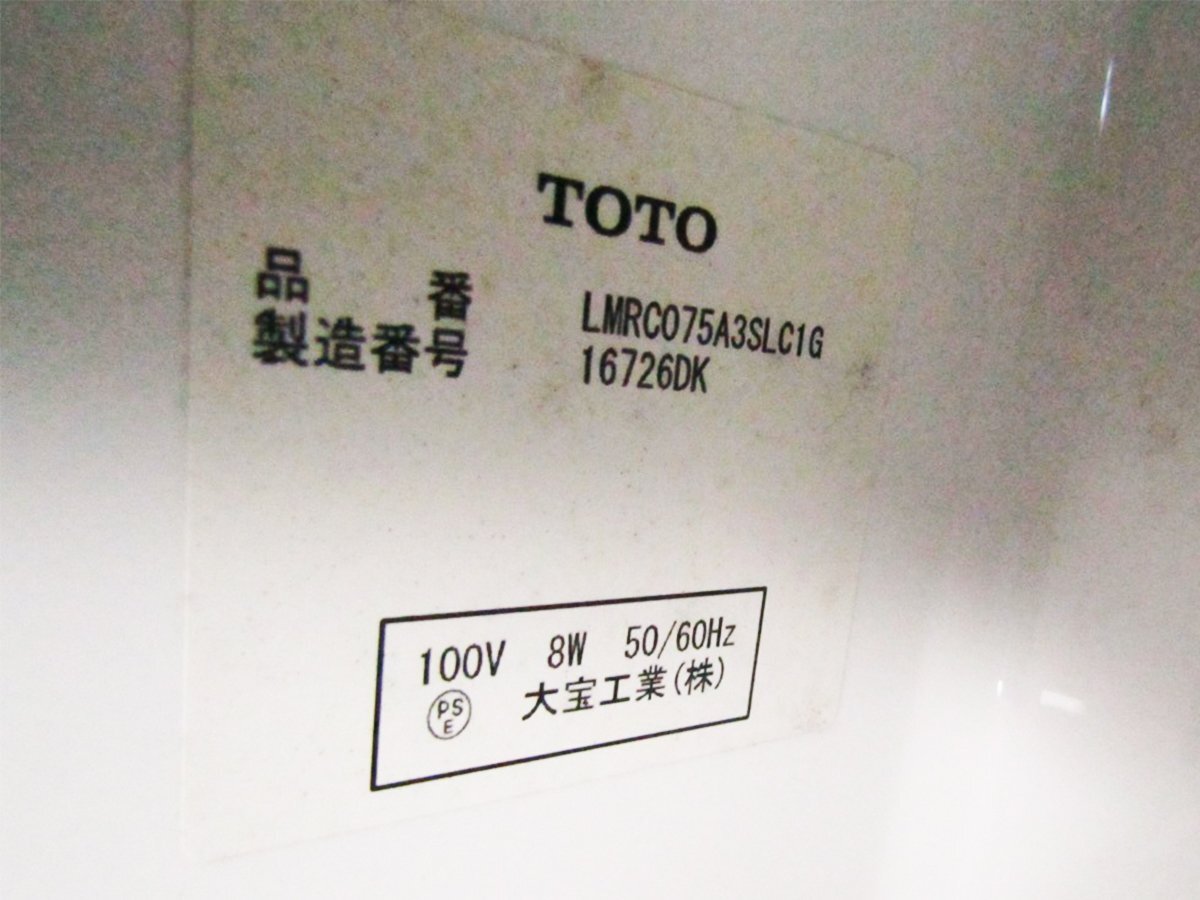 TOTO
品番 LMRC075A3SLC1G
製造番号 16726DK
100V 8W 50/60Hz
PSE 大宝工業(株)